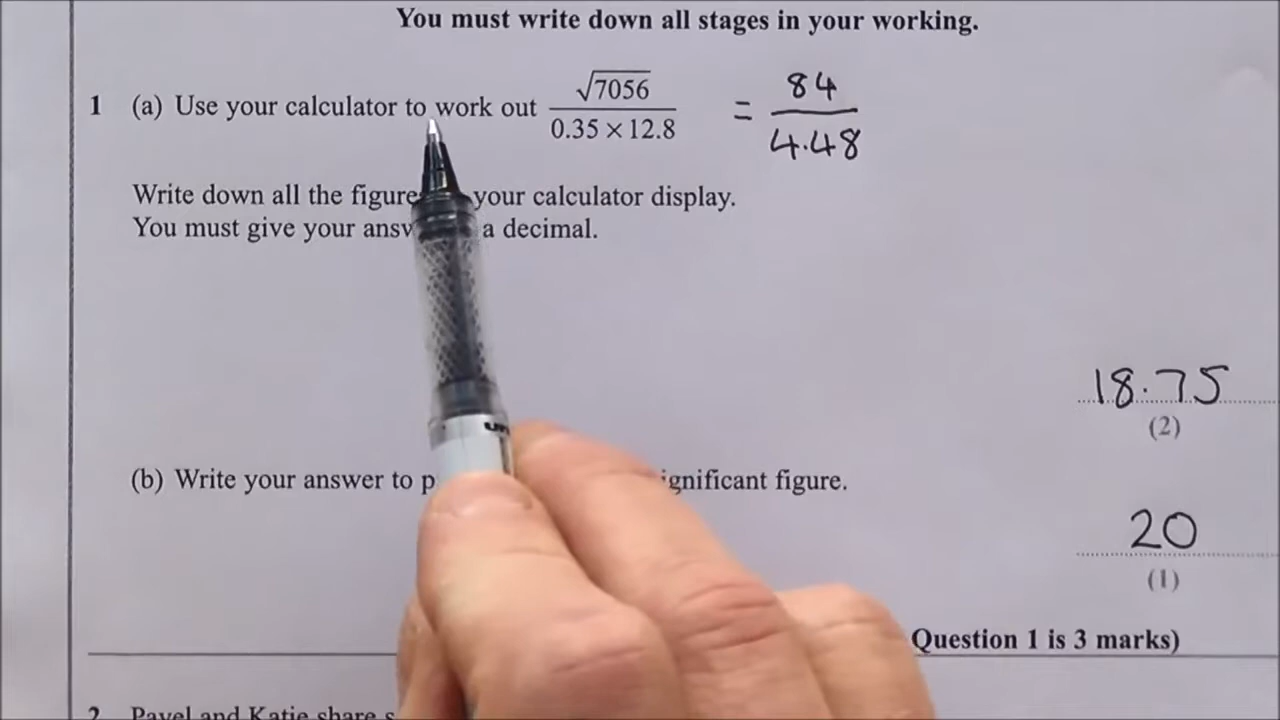 You must write down all stages in your working.
1 (a) Use your calculator to work out √7056 / 0.35 × 12.8 = 84 / 4.48
Write down all the figure your calculator display.
You must give your answ a decimal.
18.75
(2)
(b) Write your answer to p ignificant figure.
20
(1)
Question 1 is 3 marks)
2 Pavel and Katie share s